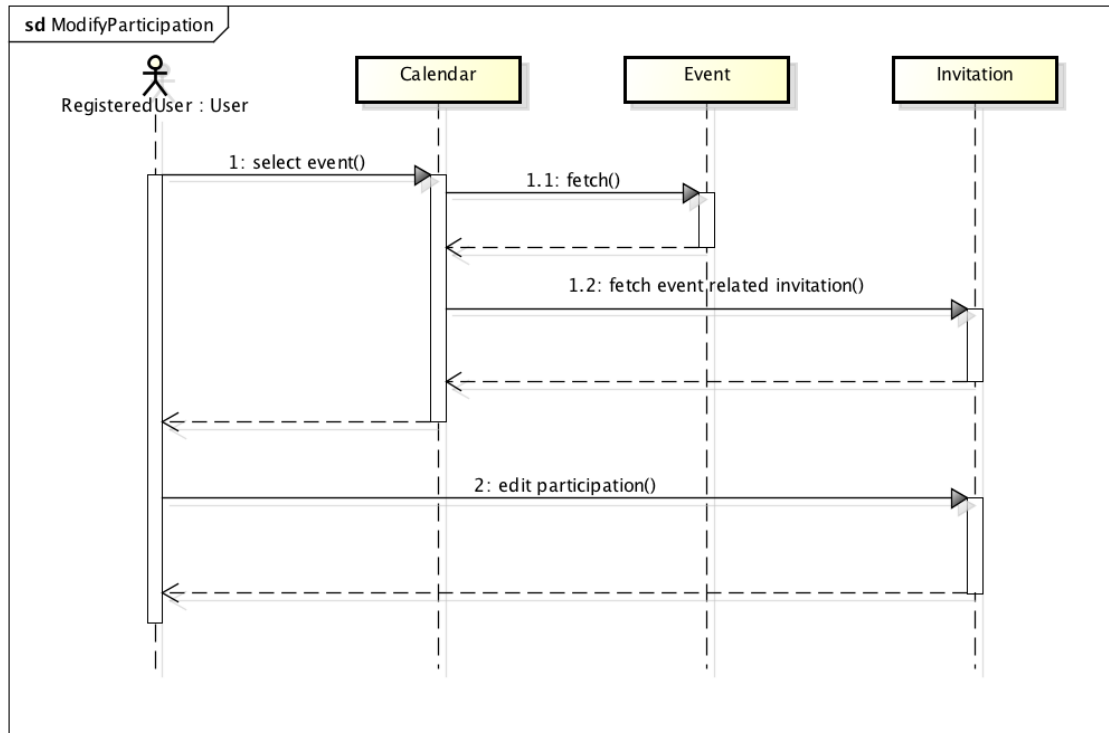 sd ModifyParticipation
RegisteredUser : User
Calendar
Event
Invitation
1: select event()
1.1: fetch()
1.2: fetch event related invitation()
2: edit participation()